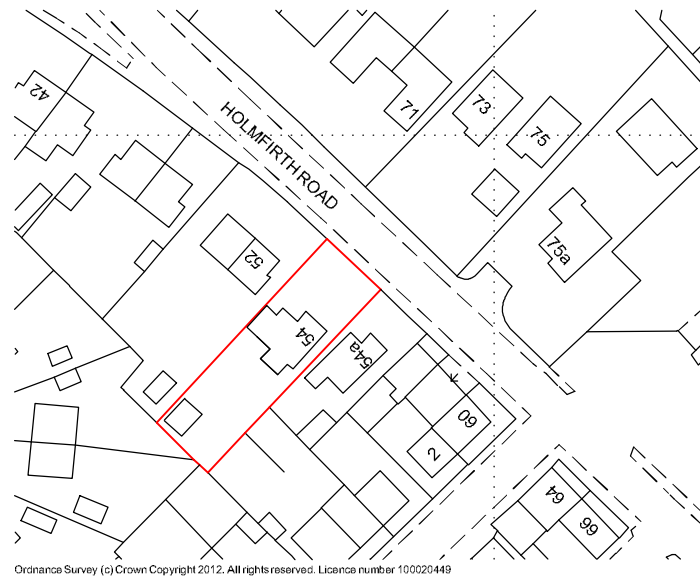 42
71
73
75
HOLMFIRTH ROAD
75a
52
54
54a
60
2
64
66
Ordnance Survey (c) Crown Copyright 2012. All rights reserved. Licence number 100020449